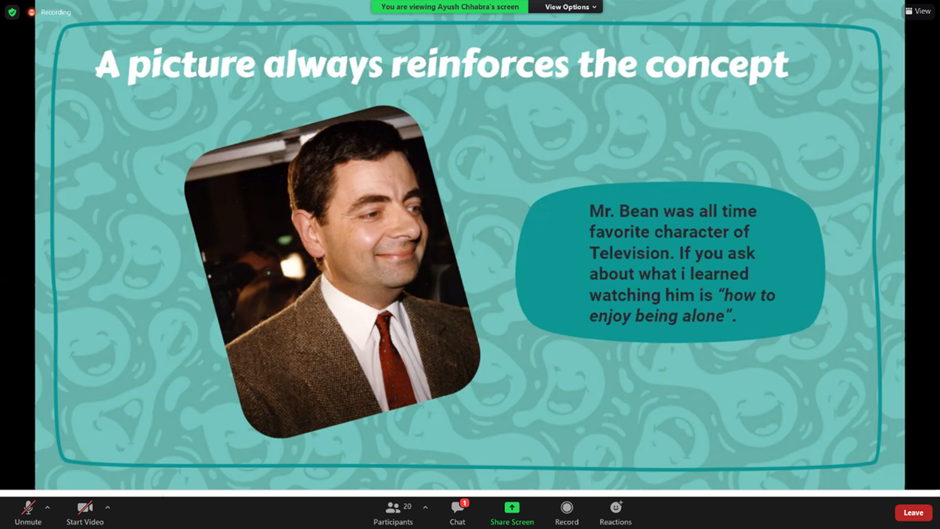 Recording
You are viewing Ayush Chhabra's screen
View Options
View
A picture always reinforces the concept
Mr. Bean was all time
favorite character of
Television. If you ask
about what i learned
watching him is “how to
enjoy being alone”.
Unmute
Start Video
20
Participants
1
Chat
Share Screen
Record
Reactions
Leave